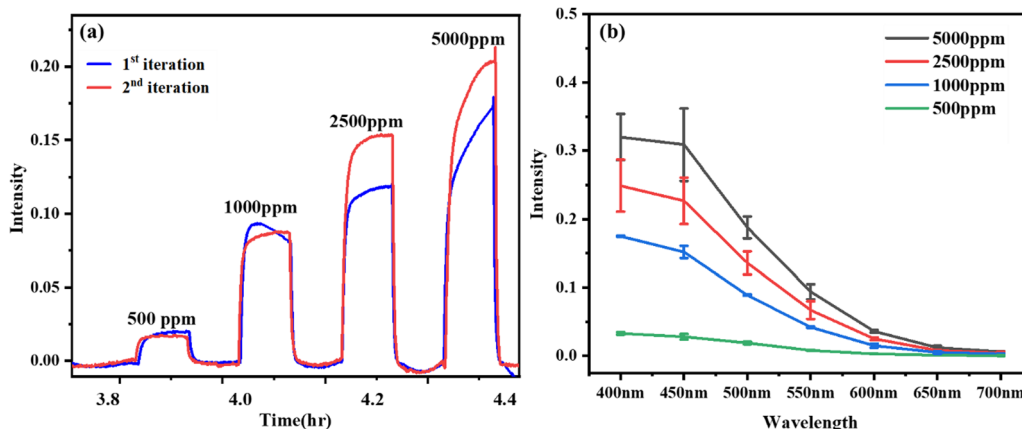 (a)
1st iteration
2nd iteration
500 ppm
1000ppm
2500ppm
5000ppm
Intensity
0.20
0.15
0.10
0.05
0.00
3.8
4.0
4.2
4.4
Time(hr)
(b)
5000ppm
2500ppm
1000ppm
500ppm
Intensity
0.5
0.4
0.3
0.2
0.1
0.0
400nm
450nm
500nm
550nm
600nm
650nm
700nm
Wavelength